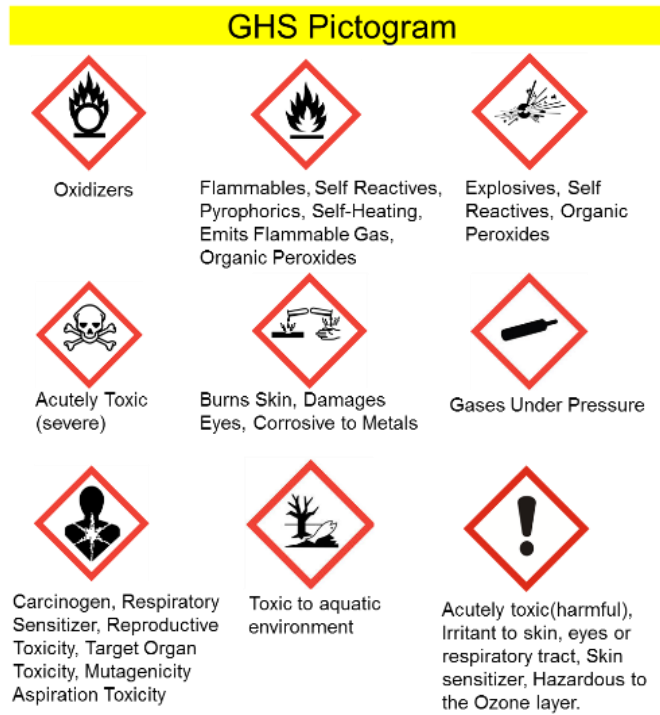 GHS Pictogram
Oxidizers
Flammables, Self Reactives,
Pyrophorics, Self-Heating,
Emits Flammable Gas,
Organic Peroxides
Explosives, Self
Reactives, Organic
Peroxides
Acutely Toxic
(severe)
Burns Skin, Damages
Eyes, Corrosive to Metals
Gases Under Pressure
Carcinogen, Respiratory
Sensitizer, Reproductive
Toxicity, Target Organ
Toxicity, Mutagenicity
Aspiration Toxicity
Toxic to aquatic
environment
Acutely toxic(harmful),
Irritant to skin, eyes or
respiratory tract, Skin
sensitizer, Hazardous to
the Ozone layer.